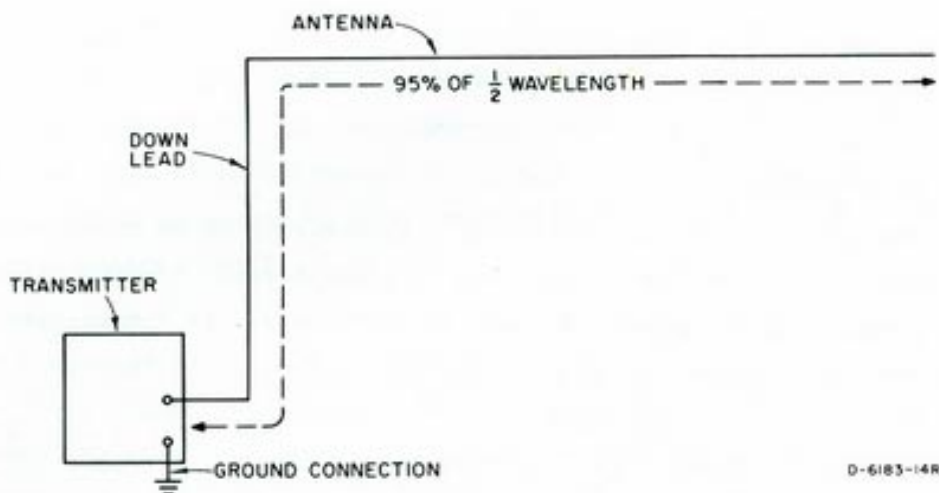 ANTENNA
95% OF 1/2 WAVELENGTH
DOWN
LEAD
TRANSMITTER
GROUND CONNECTION
D-6183-14R